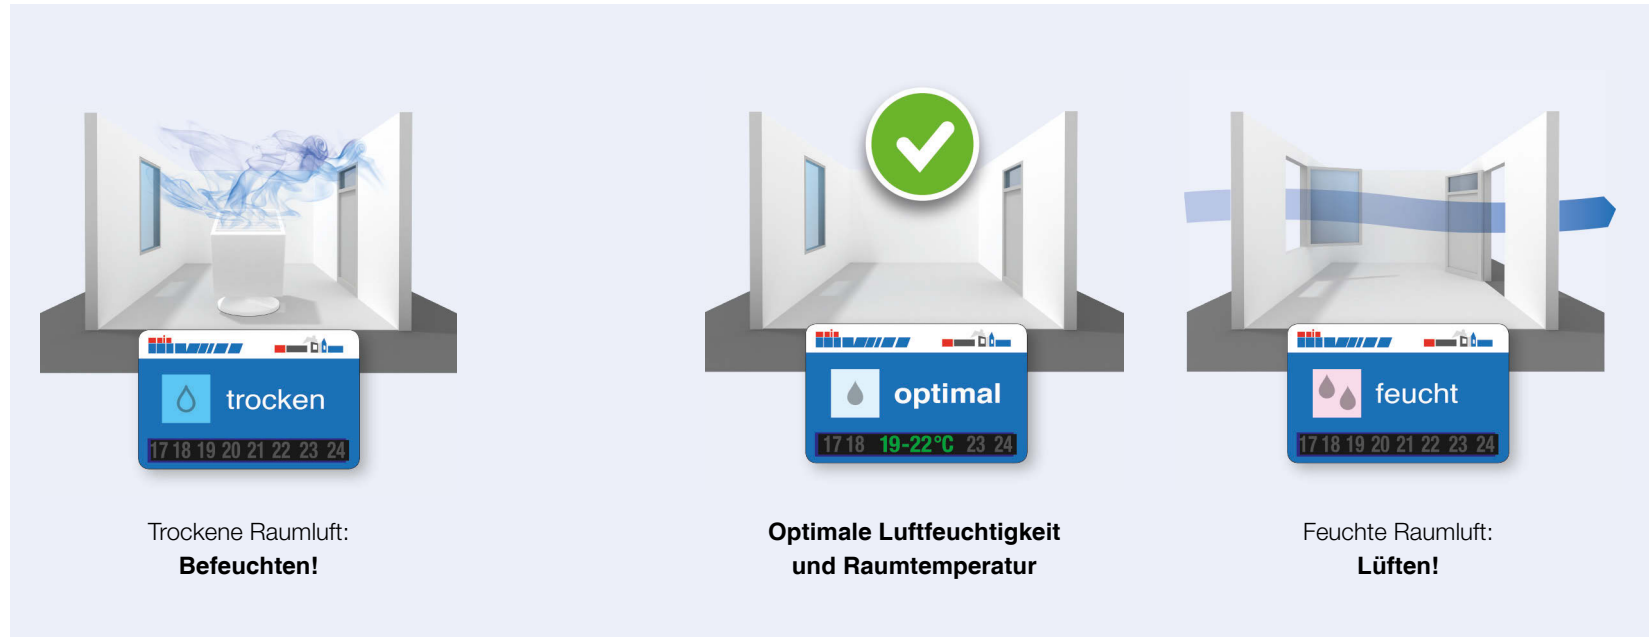 trocken
17 18 19 20 21 22 23 24
Trockene Raumluft:
Befeuchten!
optimal
17 18 19-22°C 23 24
Optimale Luftfeuchtigkeit
und Raumtemperatur
feucht
17 18 19 20 21 22 23 24
Feuchte Raumluft:
Lüften!